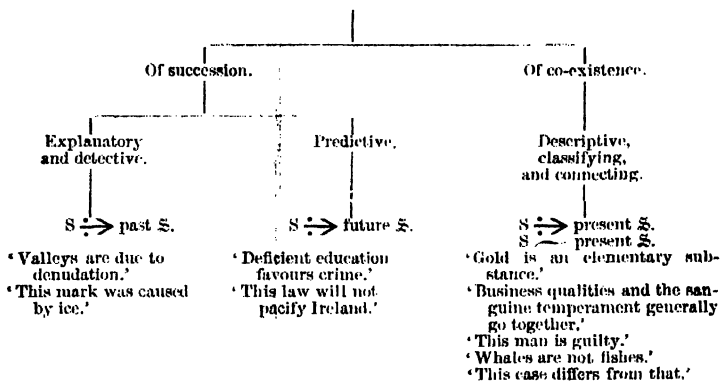 Of succession.
Of co-existence.
Explanatory
and detective.
Predictive.
Descriptive,
classifying,
and connecting.
S ⨪> past 𝔖.
S ⨪> future 𝔖.
S ⨪> present 𝔖.
S ⁓ present 𝔖.
‘Valleys are due to
denudation.’
‘This mark was caused
by ice.’
‘Deficient education
favours crime.’
‘This law will not
pacify Ireland.’
‘Gold is an elementary sub-
stance.’
‘Business qualities and the san-
guine temperament generally
go together.’
‘This man is guilty.’
‘Whales are not fishes.’
‘This case differs from that.’